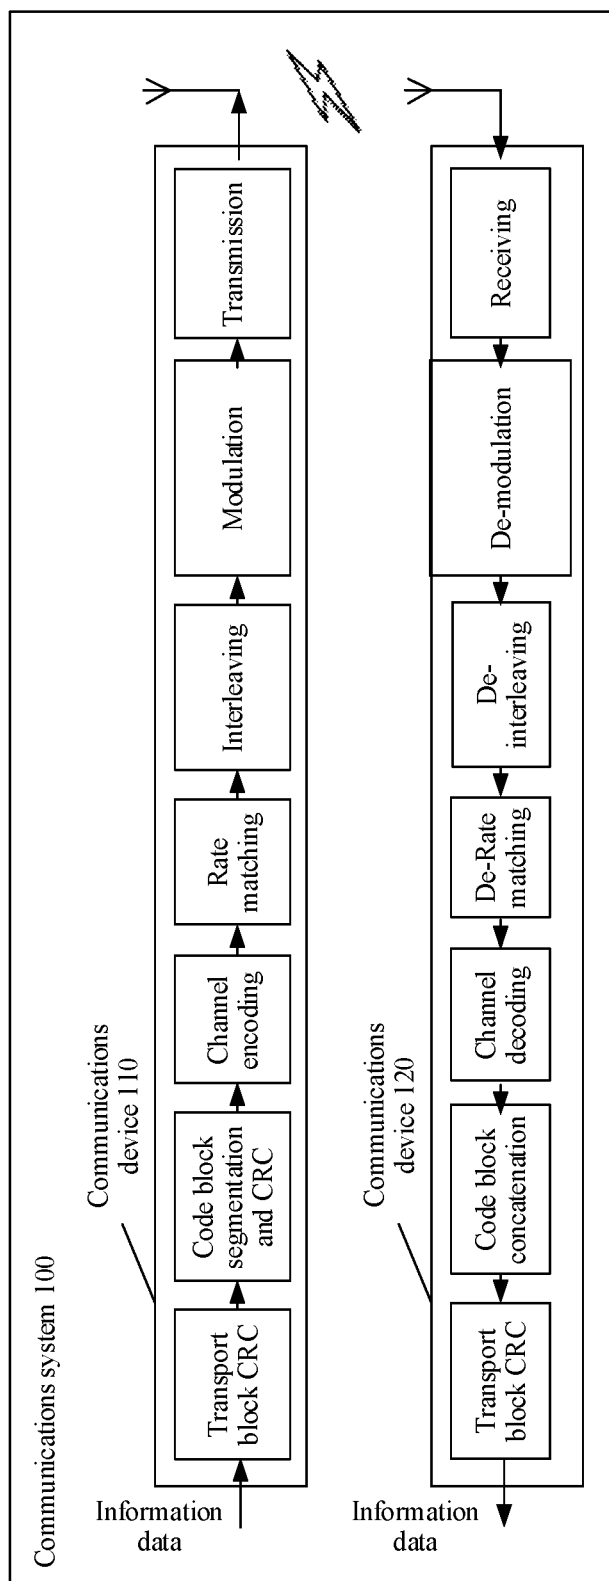 Communications system 100
Communications
device 110
Information
data
Transport
block CRC
Code block
segmentation
and CRC
Channel
encoding
Rate
matching
Interleaving
Modulation
Transmission
Communications
device 120
Information
data
Transport
block CRC
Code block
concatenation
Channel
decoding
De-Rate
matching
De-
interleaving
De-modulation
Receiving